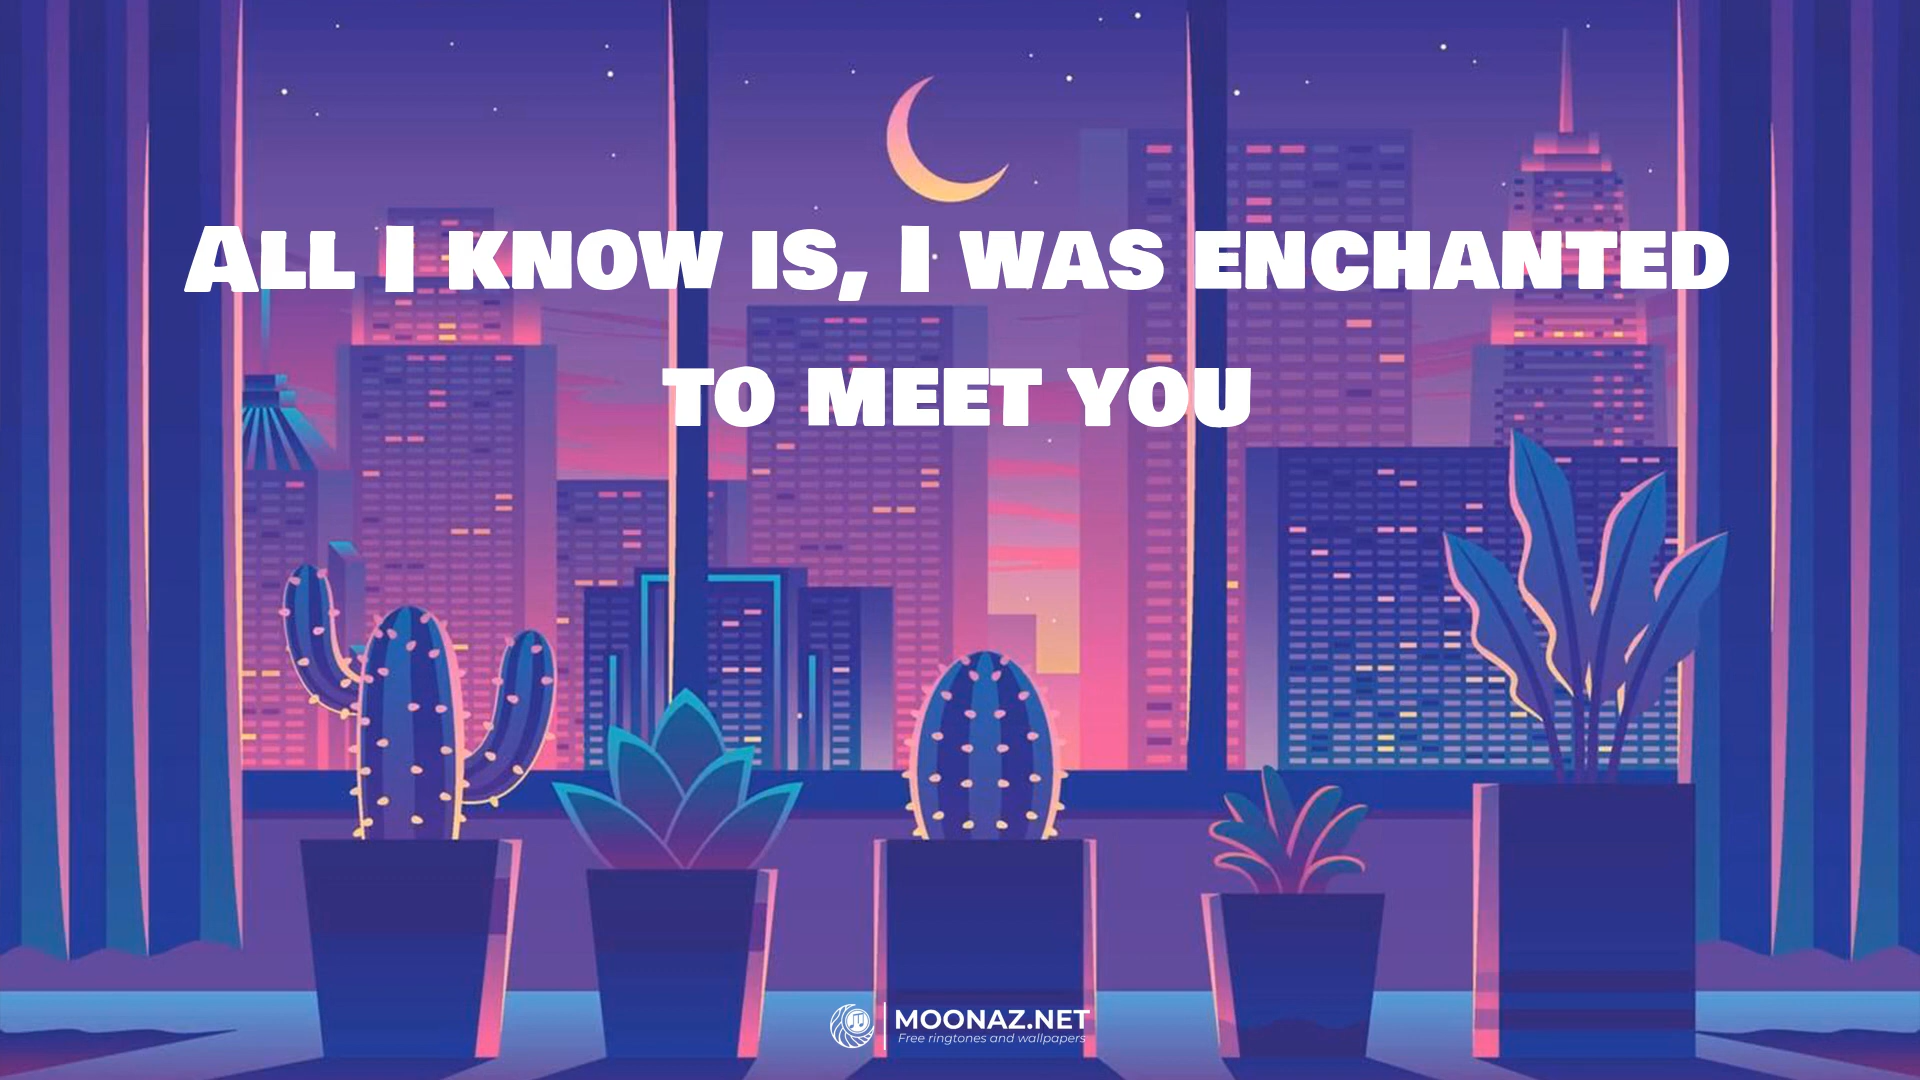 All I know is, I was enchanted
to meet you
MOONAZ.NET
Free ringtones and wallpapers